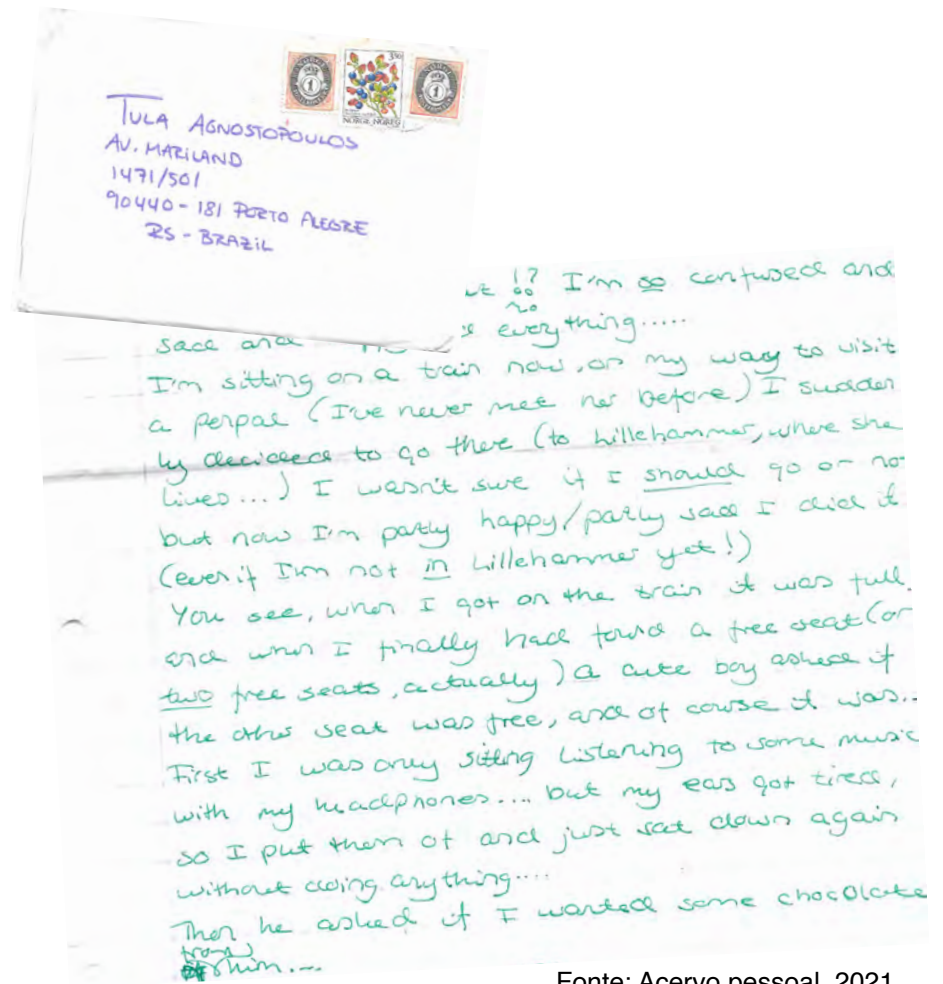 TULA AGNOSTOPOULOS
AV. MARILAND
1471/501
90440-181 PORTO ALEGRE
RS - BRAZIL
NORGE NOREG
!? I'm so confused and
sad and everything.....
I'm sitting on a train now, on my way to visit
a penpal (I've never met her before) I sudden
ly decided to go there (to Lillehammer, where she
lives...) I wasn't sure if I should go or no
but now I'm partly happy/partly sad I did it
(even if I'm not in Lillehammer yet!)
You see, when I got on the train it was full.
and when I finally had found a free seat (or
two free seats, actually) a cute boy asked if
the other seat was free, and of course it was..
First I was only sitting listening to some music
with my headphones.... but my ears got tired,
so I put them of and just sat down again
without doing anything....
Then he asked if I wanted some chocolate
from
him....
Fonte: Acervo pessoal, 2021